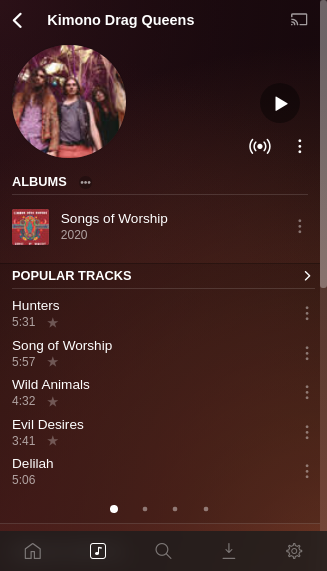 Kimono Drag Queens
ALBUMS
Songs of Worship
2020
POPULAR TRACKS
Hunters
5:31
Song of Worship
5:57
Wild Animals
4:32
Evil Desires
3:41
Delilah
5:06